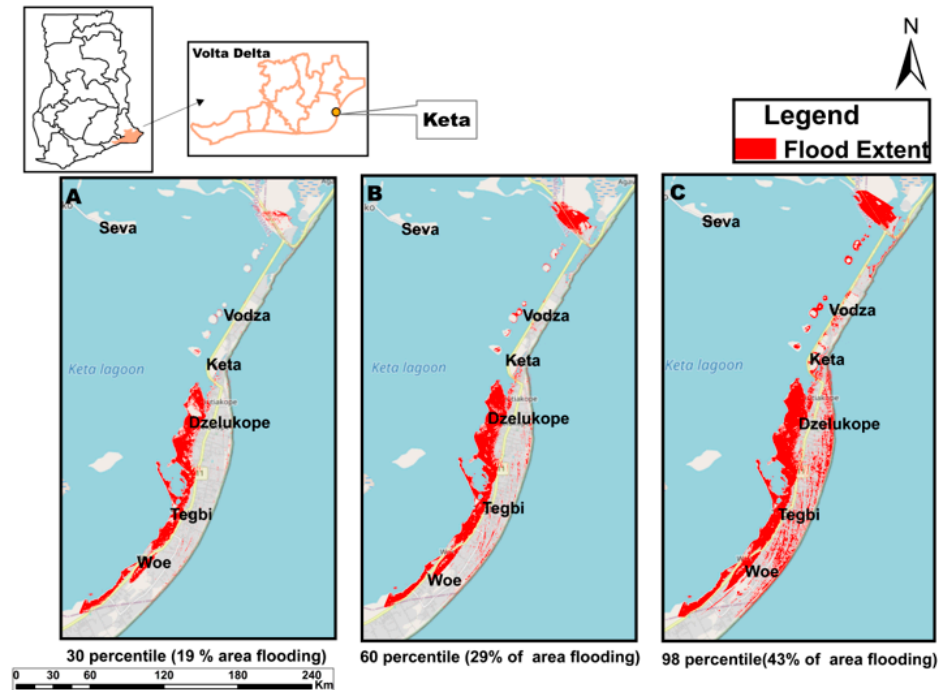 N
Volta Delta
Keta
Legend
Flood Extent
A
Seva
Vodza
Keta
Keta lagoon
Dzelukope
Tegbi
Woe
B
Seva
Vodza
Keta
Keta lagoon
Dzelukope
Tegbi
Woe
C
Seva
Vodza
Keta
Keta lagoon
Dzelukope
Tegbi
Woe
30 percentile (19 % area flooding)
60 percentile (29% of area flooding)
98 percentile(43% of area flooding)
0 30 60 120 180 240
Km